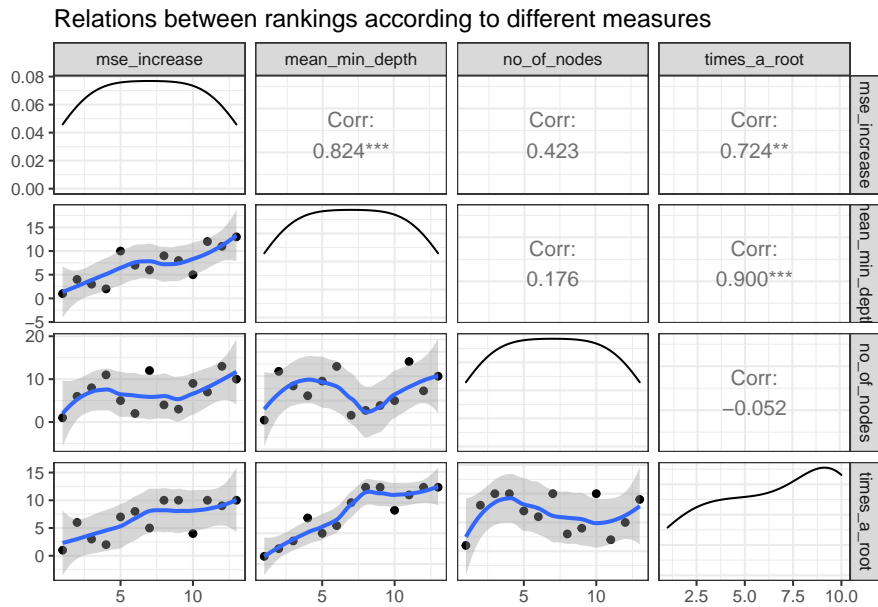 Relations between rankings according to different measures
mse_increase mean_min_depth no_of_nodes times_a_root
0.08
0.06
0.04
0.02
0.00
Corr:
0.824***
Corr:
0.423
Corr:
0.724**
mse_increase
15
10
5
0
−5
Corr:
0.176
Corr:
0.900***
mean_min_depth
20
10
0
Corr:
−0.052
no_of_nodes
15
10
5
0
times_a_root
5 10 5 10 5 10 2.5 5.0 7.5 10.0